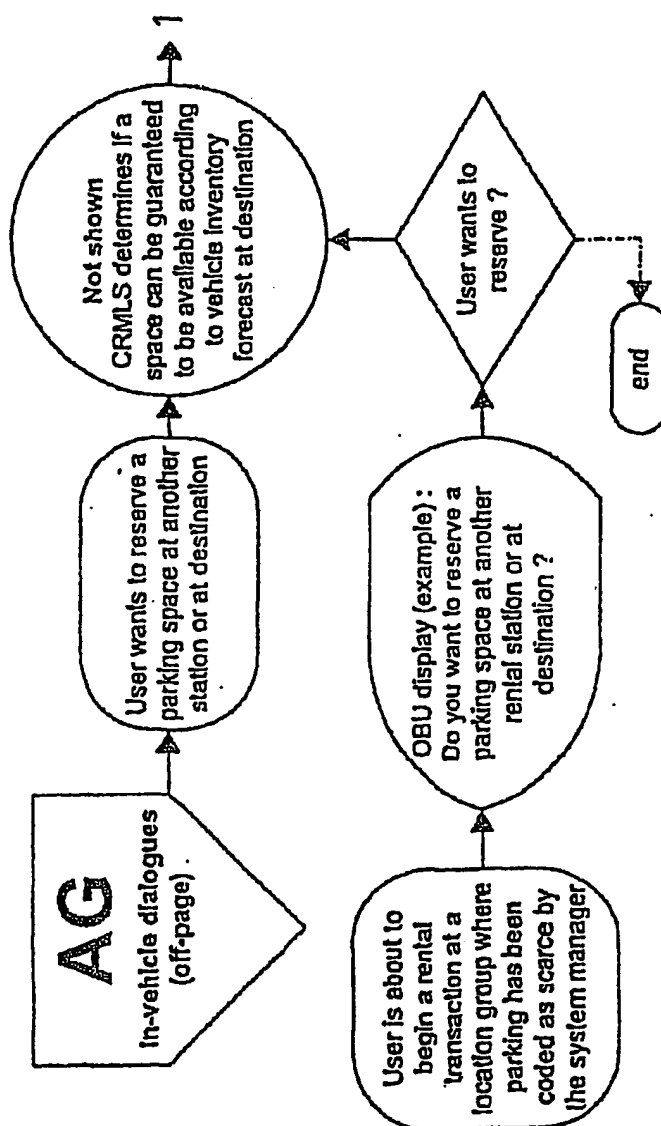 AG
In-vehicle dialogues
(off-page) .
User wants to reserve a
parking space at another
station or at destination
Not shown
CRMLS determines if a
space can be guaranteed
to be available according
to vehicle inventory
forecast at destination
1
User is about to
begin a rental
transaction at a
location group where
parking has been
coded as scarce by
the system manager
OBU display (example) :
Do you want to reserve a
parking space at another
rental station or at
destination ?
User wants to
reserve ?
end